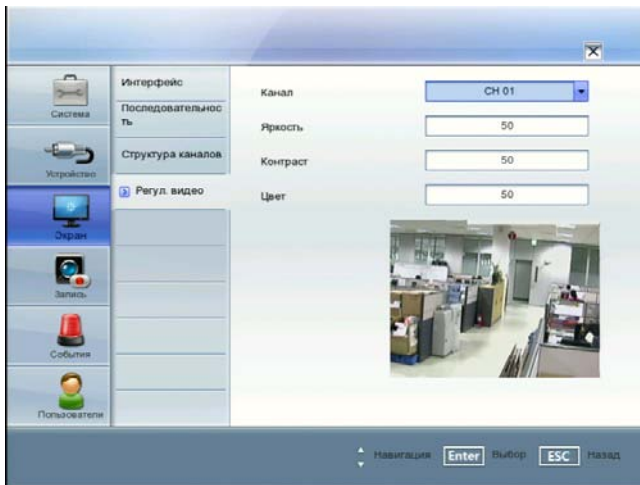 Система
Устройство
Экран
Запись
События
Пользователи
Интерфейс
Последовательнос
ть
Структура каналов
Регул. видео
Канал
CH 01
Яркость
50
Контраст
50
Цвет
50
Навигация Enter Выбор ESC Назад